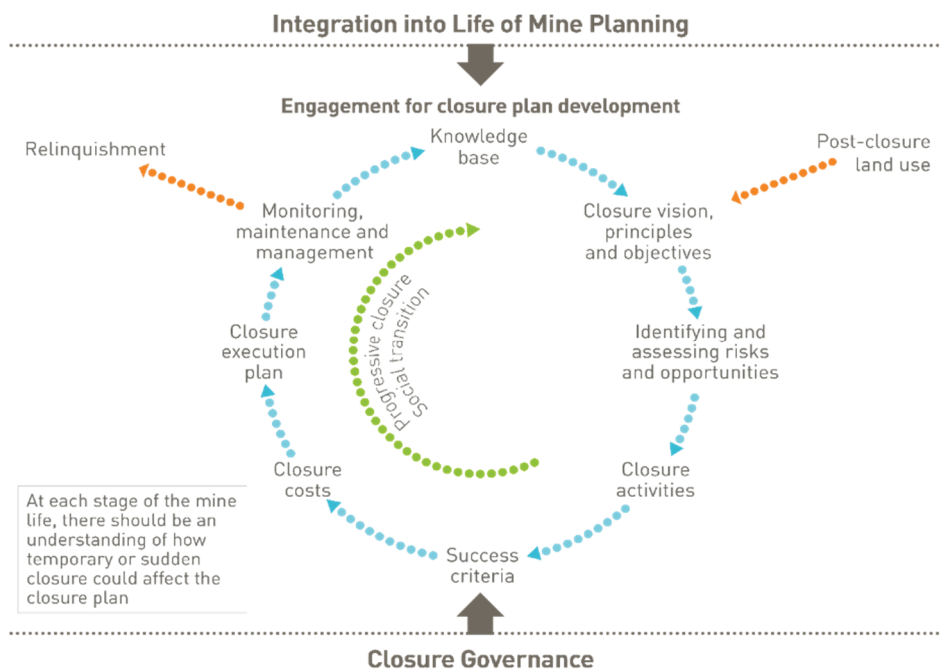 Integration into Life of Mine Planning
Engagement for closure plan development
Knowledge
base
Relinquishment
Post-closure
land use
Monitoring,
maintenance and
management
Closure vision,
principles
and objectives
Progressive closure
Social transition
Closure
execution
plan
Identifying and
assessing risks
and opportunities
Closure
costs
Closure
activities
At each stage of the mine
life, there should be an
understanding of how
temporary or sudden
closure could affect the
closure plan
Success
criteria
Closure Governance